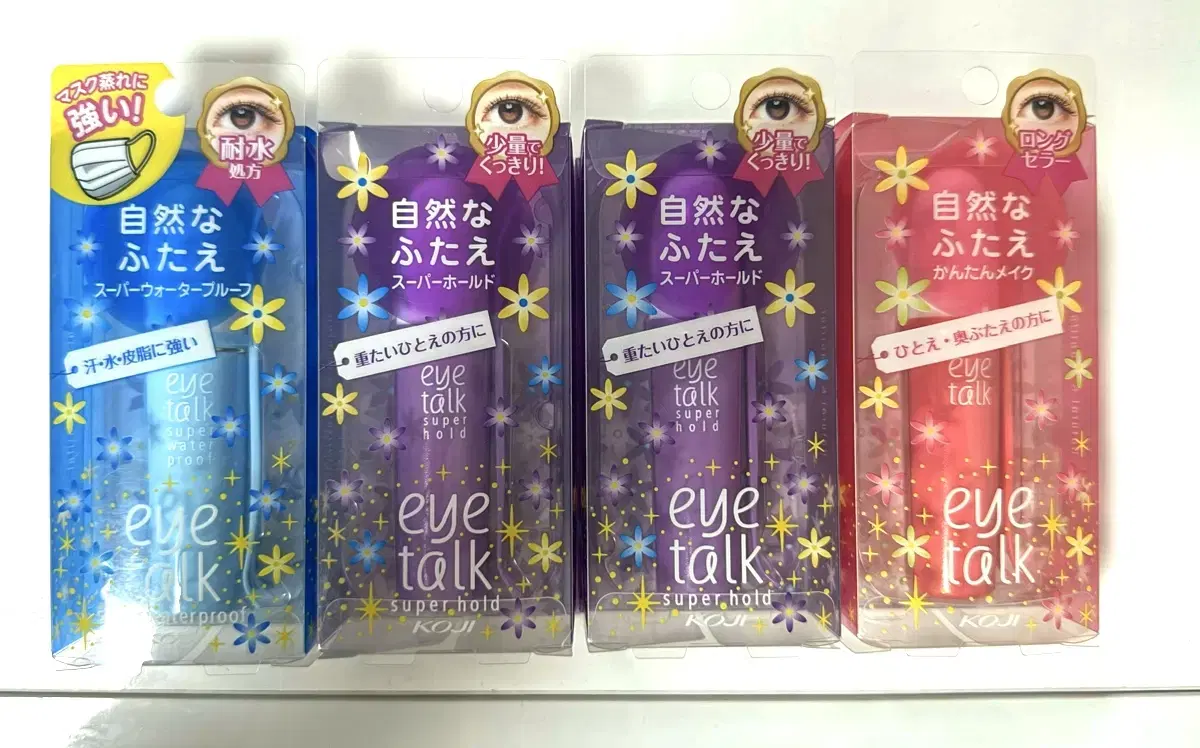 マスク蒸れに
強い!
耐水
処方
自然な
ふたえ
スーパーウォータープルーフ
汗・水・皮脂に強い
eye
talk
super
water
proof
eye
talk
waterproof
少量で
くっきり!
自然な
ふたえ
スーパーホールド
重たいひとえの方に
eye
talk
super
hold
eye
talk
super hold
KOJI
少量で
くっきり!
自然な
ふたえ
スーパーホールド
重たいひとえの方に
eye
talk
super
hold
eye
talk
super hold
KOJI
ロング
セラー
自然な
ふたえ
かんたんメイク
ひとえ・奥ぶたえの方に
eye
talk
eye
talk
KOJI